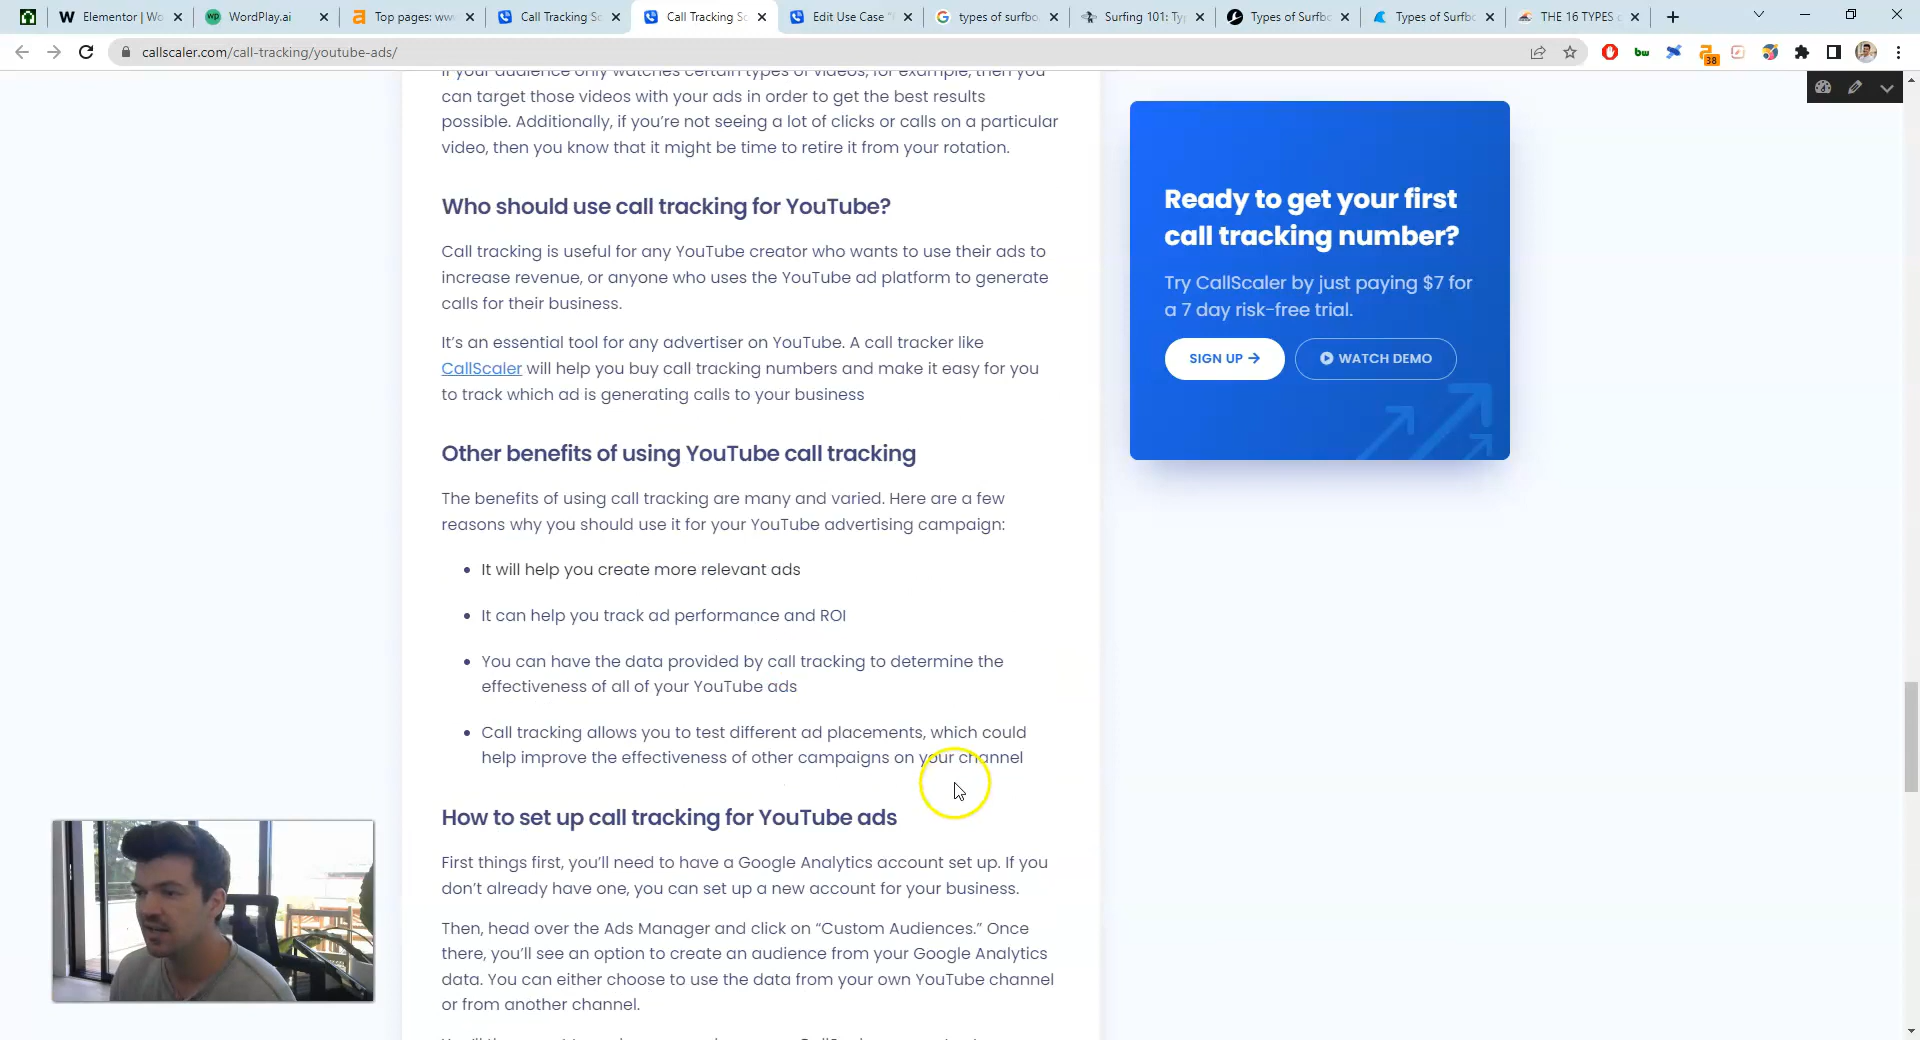 Elementor | Wo
WordPlay.ai
Top pages: ww
Call Tracking So
Call Tracking So
Edit Use Case "
types of surfbo
Surfing 101: Ty
Types of Surfb
Types of Surfb
THE 16 TYPES
callscaler.com/call-tracking/youtube-ads/
38
If your audience only watches certain types of videos, for example, then you
can target those videos with your ads in order to get the best results
possible. Additionally, if you're not seeing a lot of clicks or calls on a particular
video, then you know that it might be time to retire it from your rotation.
Who should use call tracking for YouTube?
Call tracking is useful for any YouTube creator who wants to use their ads to
increase revenue, or anyone who uses the YouTube ad platform to generate
calls for their business.
It's an essential tool for any advertiser on YouTube. A call tracker like
CallScaler will help you buy call tracking numbers and make it easy for you
to track which ad is generating calls to your business
Other benefits of using YouTube call tracking
The benefits of using call tracking are many and varied. Here are a few
reasons why you should use it for your YouTube advertising campaign:
It will help you create more relevant ads
It can help you track ad performance and ROI
You can have the data provided by call tracking to determine the
effectiveness of all of your YouTube ads
Call tracking allows you to test different ad placements, which could
help improve the effectiveness of other campaigns on your channel
How to set up call tracking for YouTube ads
First things first, you'll need to have a Google Analytics account set up. If you
don't already have one, you can set up a new account for your business.
Then, head over the Ads Manager and click on “Custom Audiences.” Once
there, you'll see an option to create an audience from your Google Analytics
data. You can either choose to use the data from your own YouTube channel
or from another channel.
Ready to get your first
call tracking number?
Try CallScaler by just paying $7 for
a 7 day risk-free trial.
SIGN UP →
WATCH DEMO